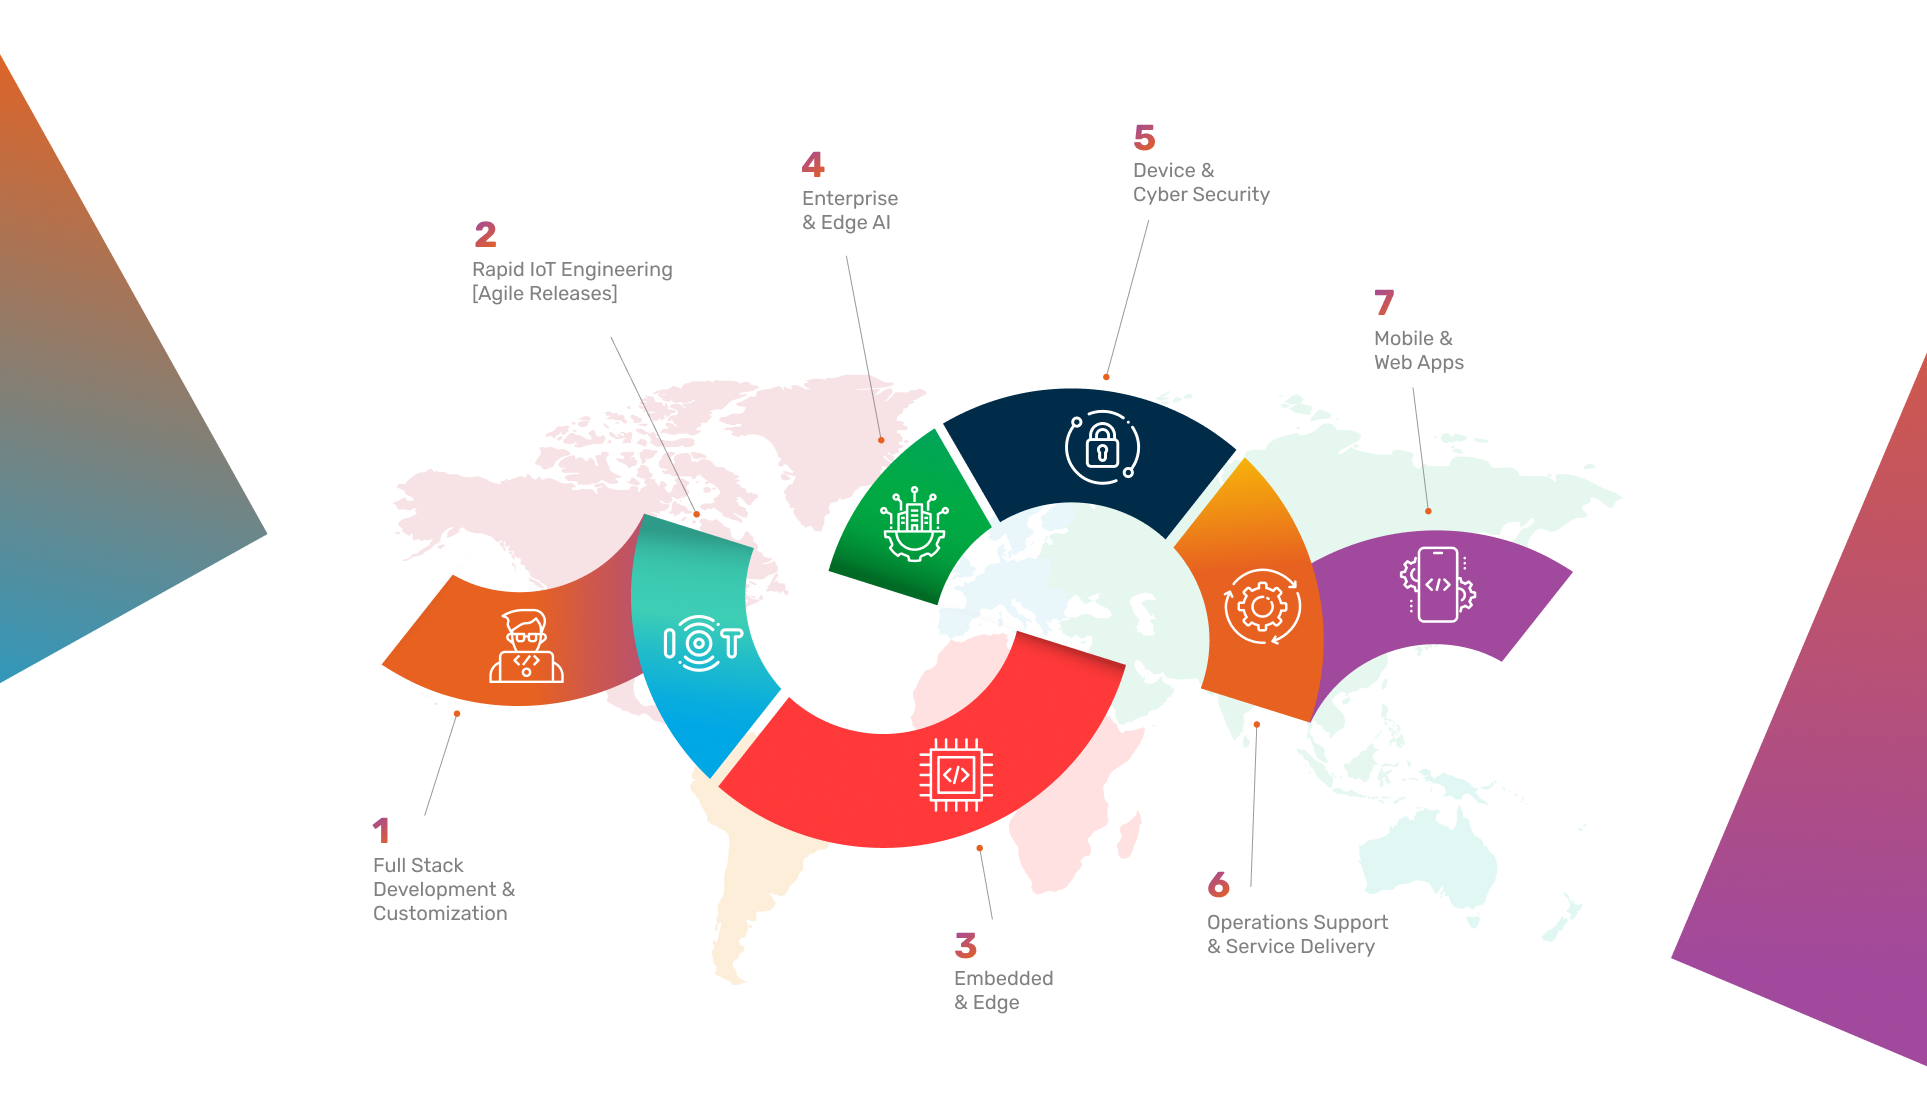 1
Full Stack
Development &
Customization
2
Rapid IoT Engineering
[Agile Releases]
3
Embedded
& Edge
4
Enterprise
& Edge AI
5
Device &
Cyber Security
6
Operations Support
& Service Delivery
7
Mobile &
Web Apps
</>
IOT
</>
</>